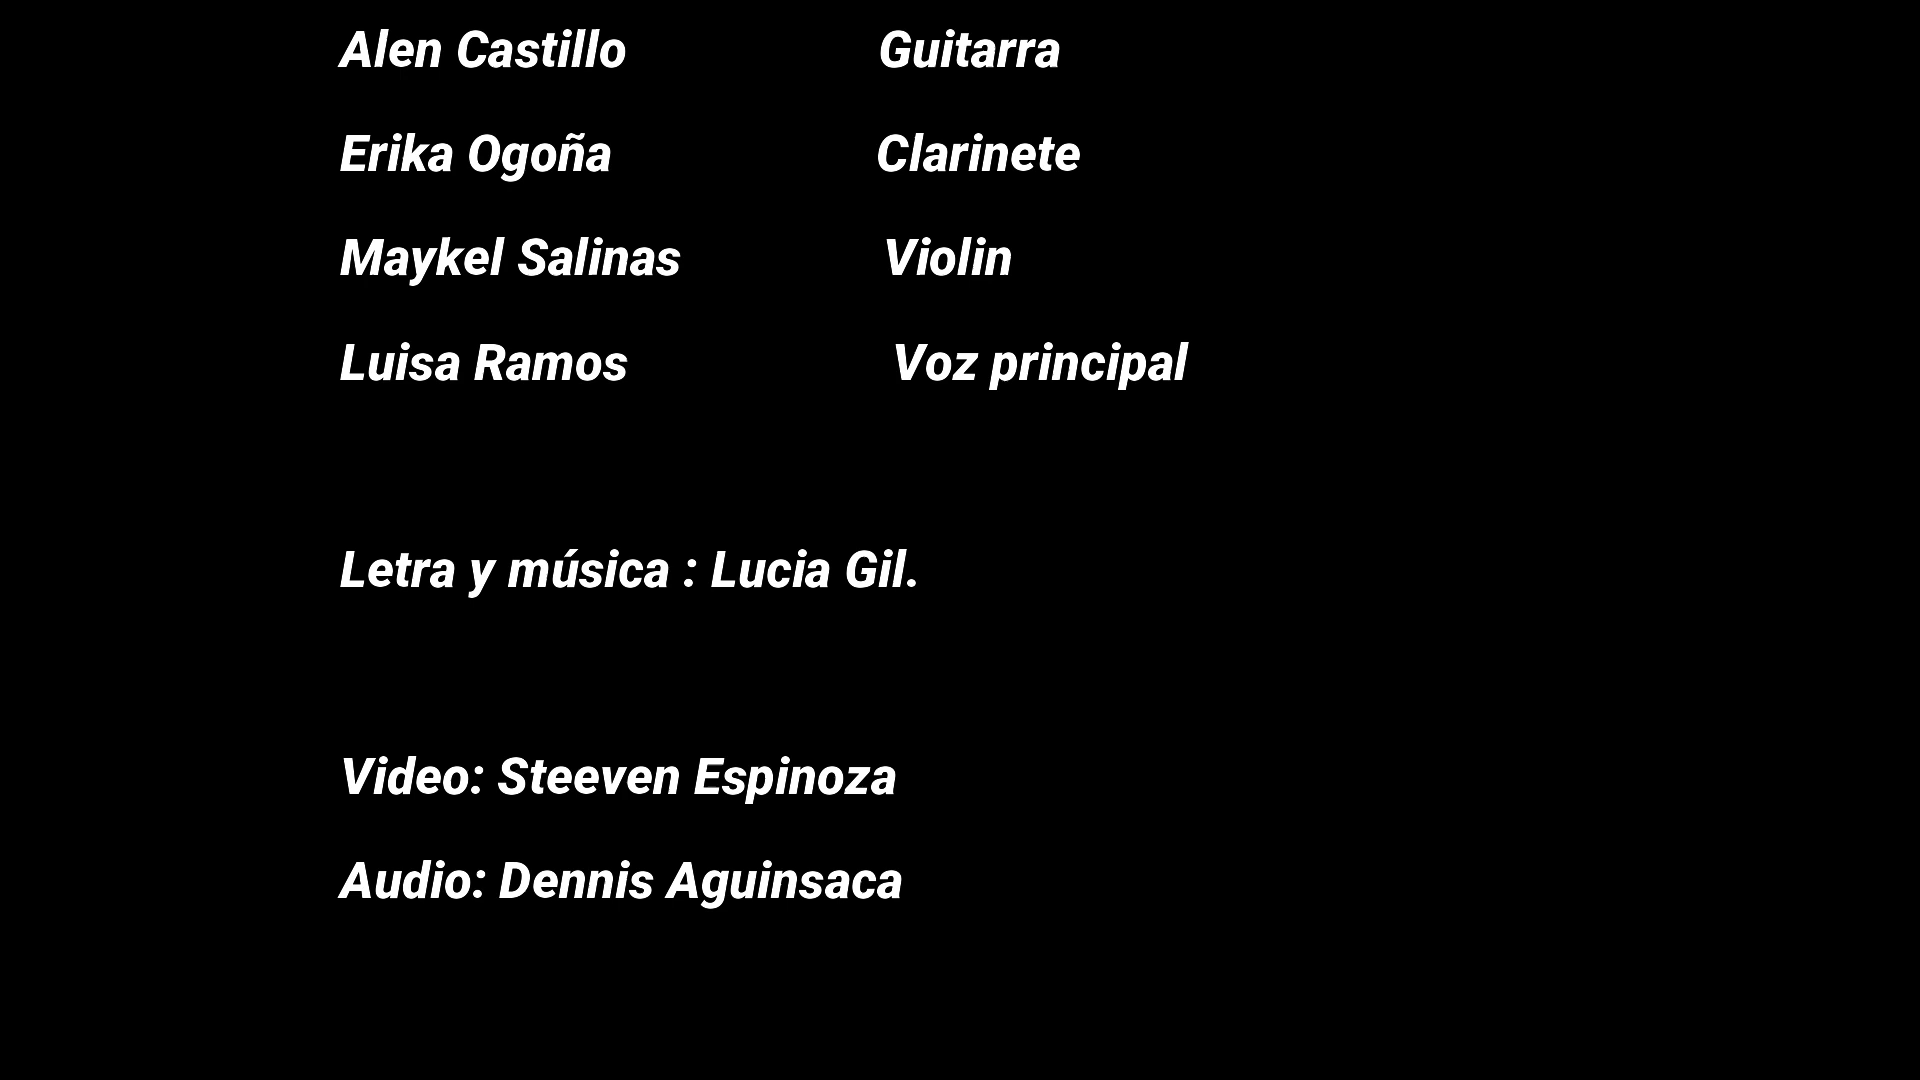 Alen Castillo Guitarra
Erika Ogoña Clarinete
Maykel Salinas Violin
Luisa Ramos Voz principal
Letra y música : Lucia Gil.
Video: Steeven Espinoza
Audio: Dennis Aguinsaca